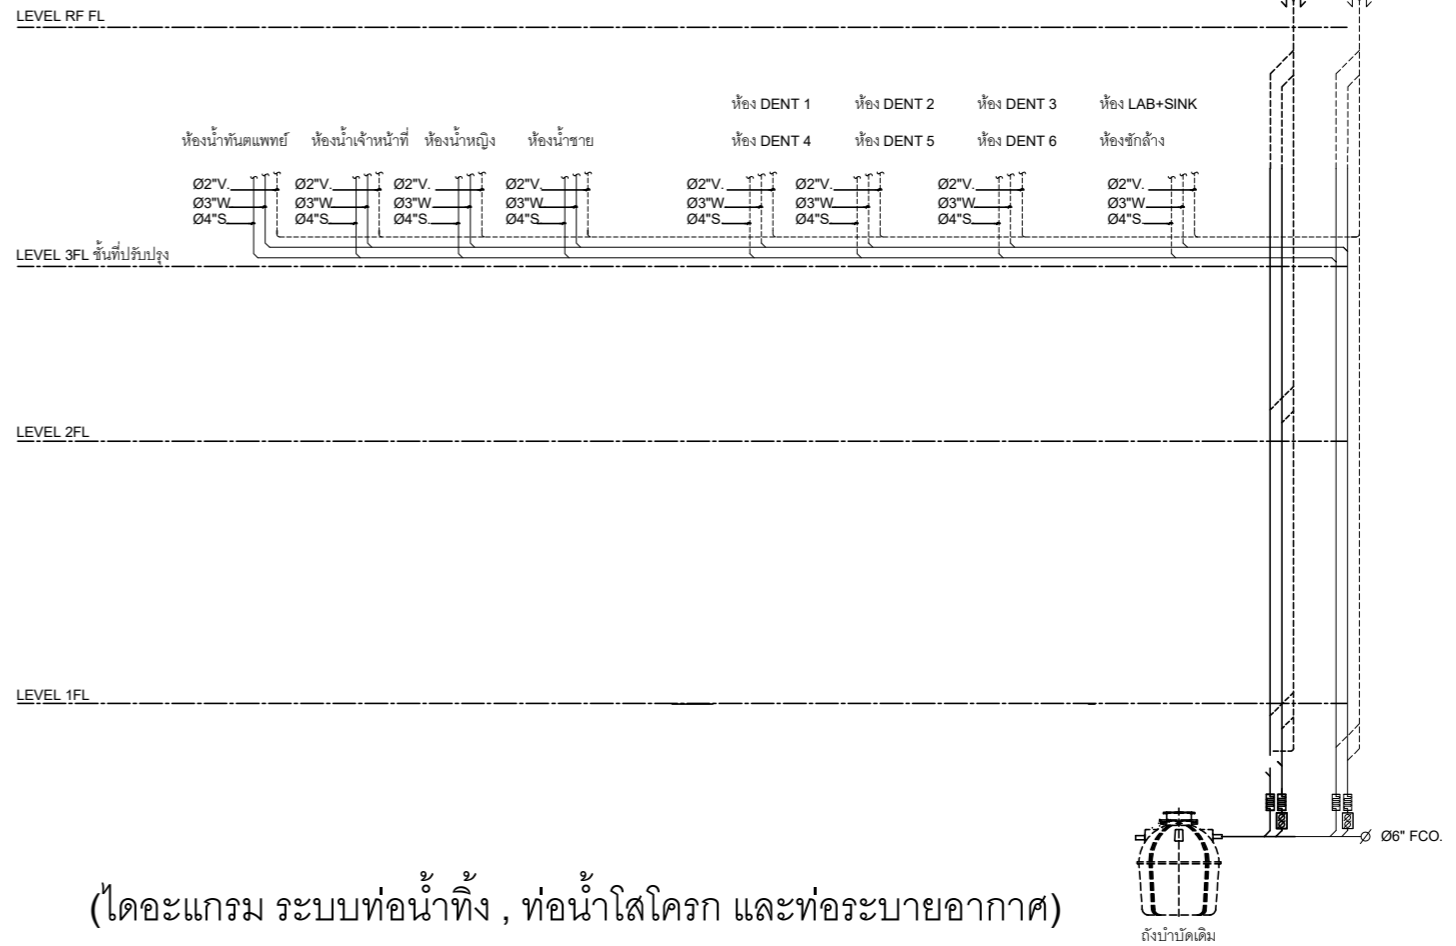 LEVEL RF FL
ห้อง DENT 1 ห้อง DENT 2 ห้อง DENT 3 ห้อง LAB+SINK
ห้องน้ำทันตแพทย์ ห้องน้ำเจ้าหน้าที่ ห้องน้ำหญิง ห้องน้ำชาย ห้อง DENT 4 ห้อง DENT 5 ห้อง DENT 6 ห้องซักล้าง
Ø2"V. Ø2"V. Ø2"V. Ø2"V. Ø2"V. Ø2"V. Ø2"V. Ø2"V.
Ø3"W Ø3"W Ø3"W Ø3"W Ø3"W Ø3"W Ø3"W Ø3"W
Ø4"S Ø4"S Ø4"S Ø4"S Ø4"S Ø4"S Ø4"S Ø4"S
LEVEL 3FL ชั้นที่ปรับปรุง
LEVEL 2FL
LEVEL 1FL
Ø6" FCO.
(ไดอะแกรม ระบบท่อน้ำทิ้ง , ท่อน้ำโสโครก และท่อระบายอากาศ)
ถังบำบัดเดิม